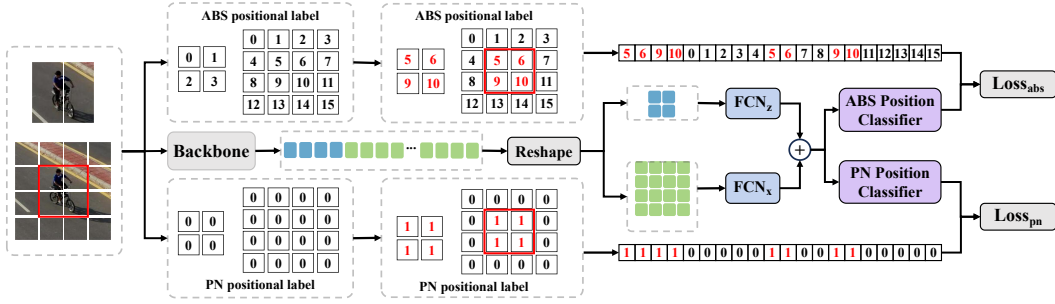 ABS positional label
0 1
2 3
0 1 2 3
4 5 6 7
8 9 10 11
12 13 14 15
ABS positional label
5 6
9 10
0 1 2 3
4 5 6 7
8 9 10 11
12 13 14 15
5 6 9 10 0 1 2 3 4 5 6 7 8 9 10 11 12 13 14 15
Backbone
...
Reshape
FCNz
FCNx
+
ABS Position
Classifier
PN Position
Classifier
Lossabs
Losspn
0 0
0 0
0 0 0 0
0 0 0 0
0 0 0 0
0 0 0 0
PN positional label
1 1
1 1
0 0 0 0
0 1 1 0
0 1 1 0
0 0 0 0
PN positional label
1 1 1 1 0 0 0 0 0 1 1 0 0 1 1 0 0 0 0 0